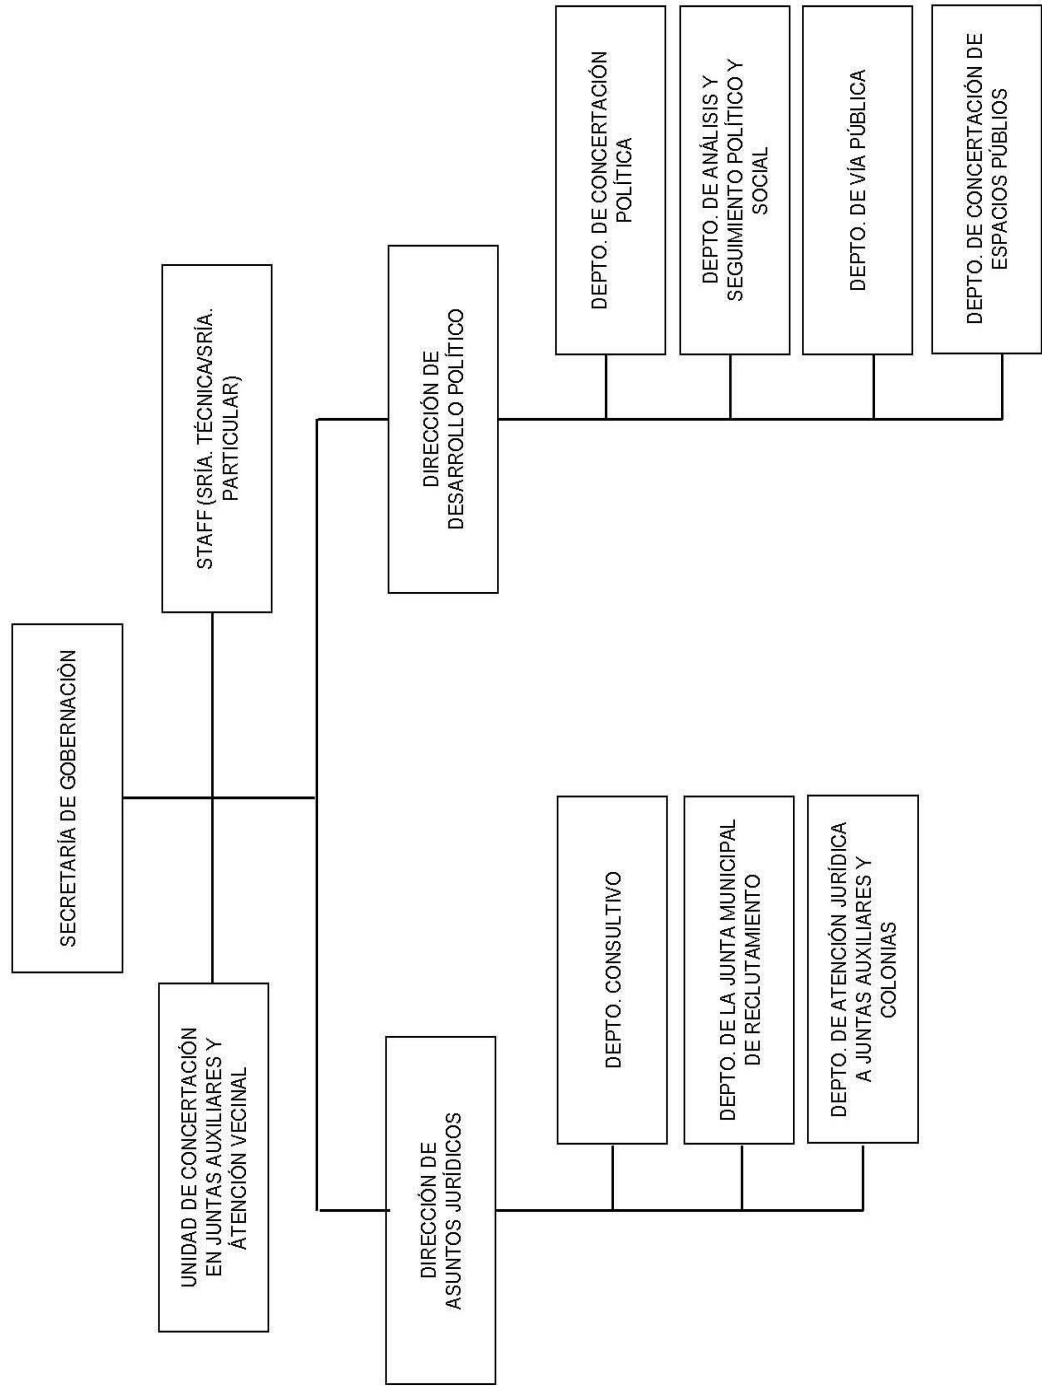 SECRETARÍA DE GOBERNACIÓN
UNIDAD DE CONCERTACIÓN
EN JUNTAS AUXILIARES Y
ÁTENCIÓN VECINAL
STAFF (SRÍA. TÉCNICA/SRÍA.
PARTICULAR)
DIRECCIÓN DE
ASUNTOS JURÍDICOS
DEPTO. CONSULTIVO
DEPTO. DE LA JUNTA MUNICIPAL
DE RECLUTAMIENTO
DEPTO. DE ATENCIÓN JURÍDICA
A JUNTAS AUXILIARES Y
COLONIAS
DIRECCIÓN DE
DESARROLLO POLÍTICO
DEPTO. DE CONCERTACIÓN
POLÍTICA
DEPTO. DE ANÁLISIS Y
SEGUIMIENTO POLÍTICO Y
SOCIAL
DEPTO. DE VÍA PÚBLICA
DEPTO. DE CONCERTACIÓN DE
ESPACIOS PÚBLIOS